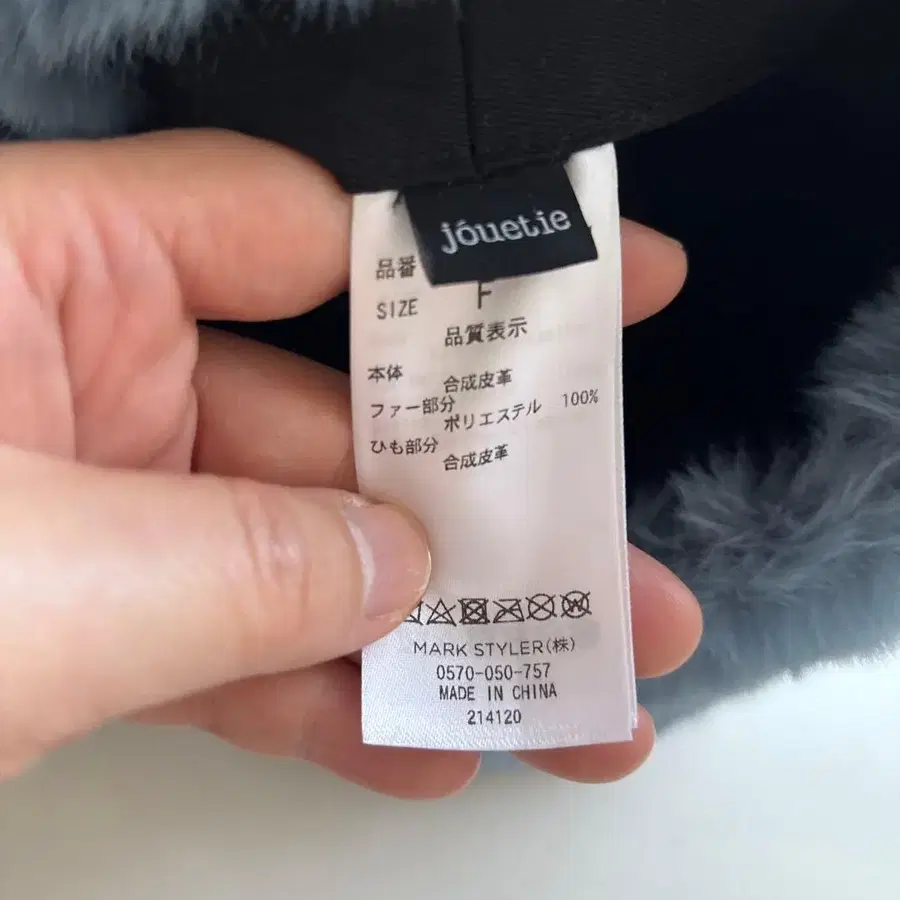 jóuetie
品番
SIZE F
品質表示
本体 合成皮革
ファー部分 ポリエステル 100%
ひも部分 合成皮革
MARK STYLER(株)
0570-050-757
MADE IN CHINA
214120